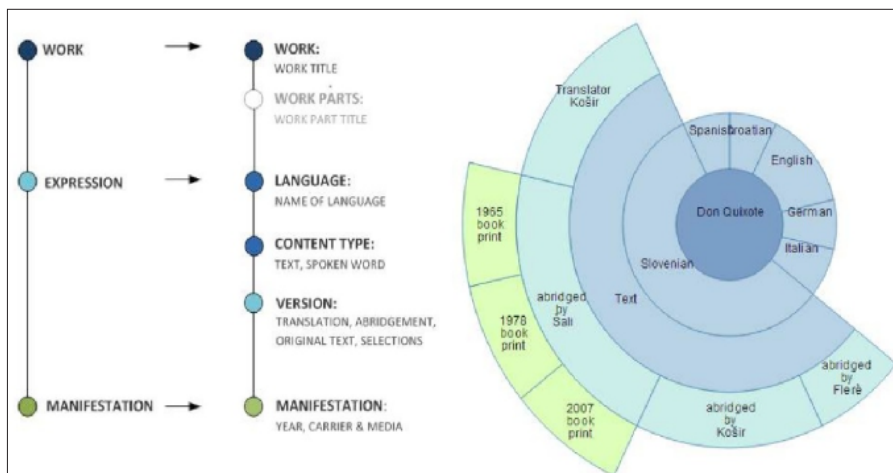 WORK
EXPRESSION
MANIFESTATION
WORK:
WORK TITLE
WORK PARTS:
WORK PART TITLE
LANGUAGE:
NAME OF LANGUAGE
CONTENT TYPE:
TEXT, SPOKEN WORD
VERSION:
TRANSLATION, ABRIDGEMENT,
ORIGINAL TEXT, SELECTIONS
MANIFESTATION:
YEAR, CARRIER & MEDIA
Translator
Košir
Spanish
Croatian
English
German
Italian
Don Quixote
Slovenian
Text
1965
book
print
1978
book
print
2007
book
print
abridged
by
Sali
abridged
by
Košir
abridged
by
Flerè